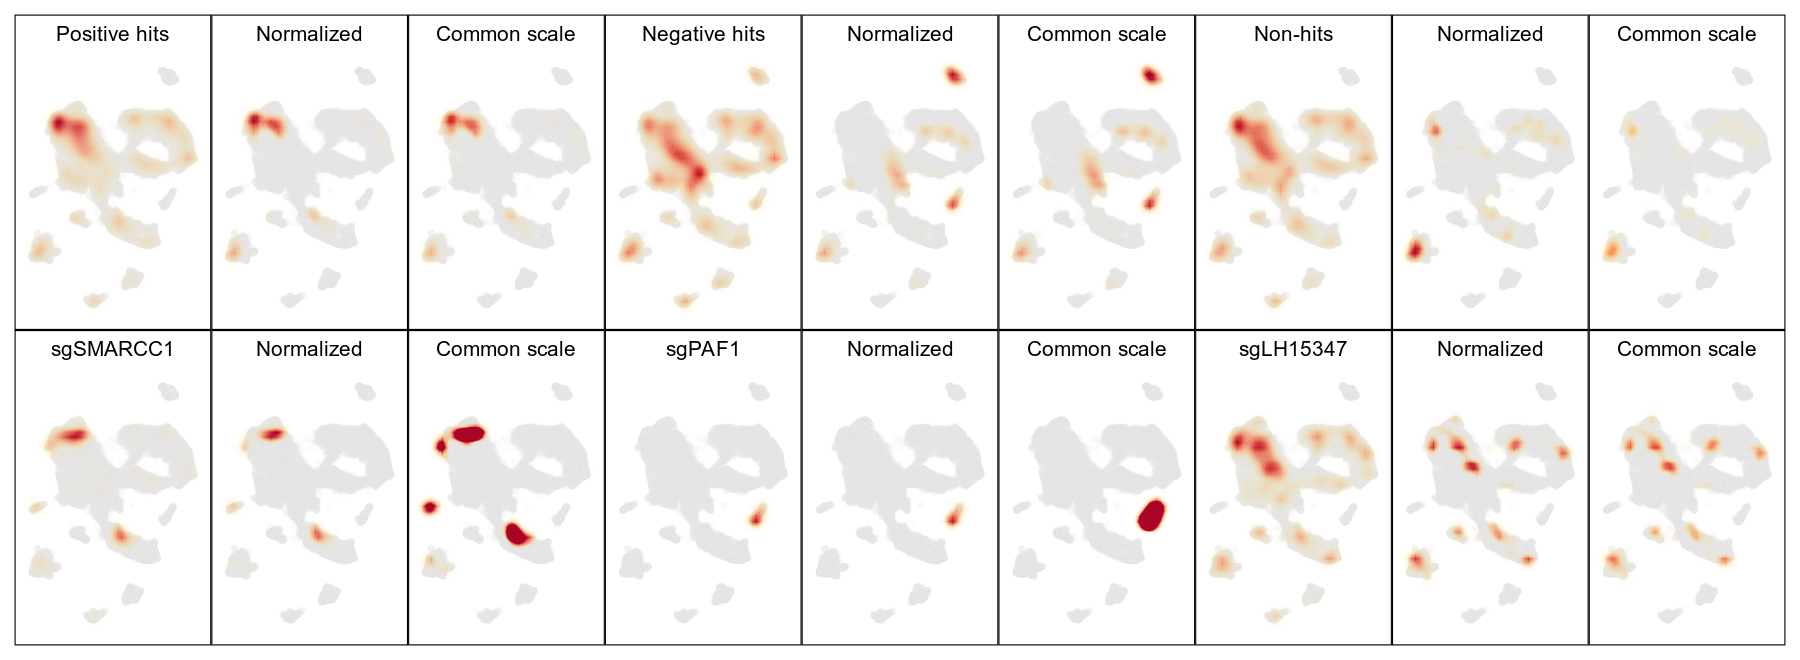 Positive hits
Normalized
Common scale
Negative hits
Normalized
Common scale
Non-hits
Normalized
Common scale
sgSMARCC1
Normalized
Common scale
sgPAF1
Normalized
Common scale
sgLH15347
Normalized
Common scale